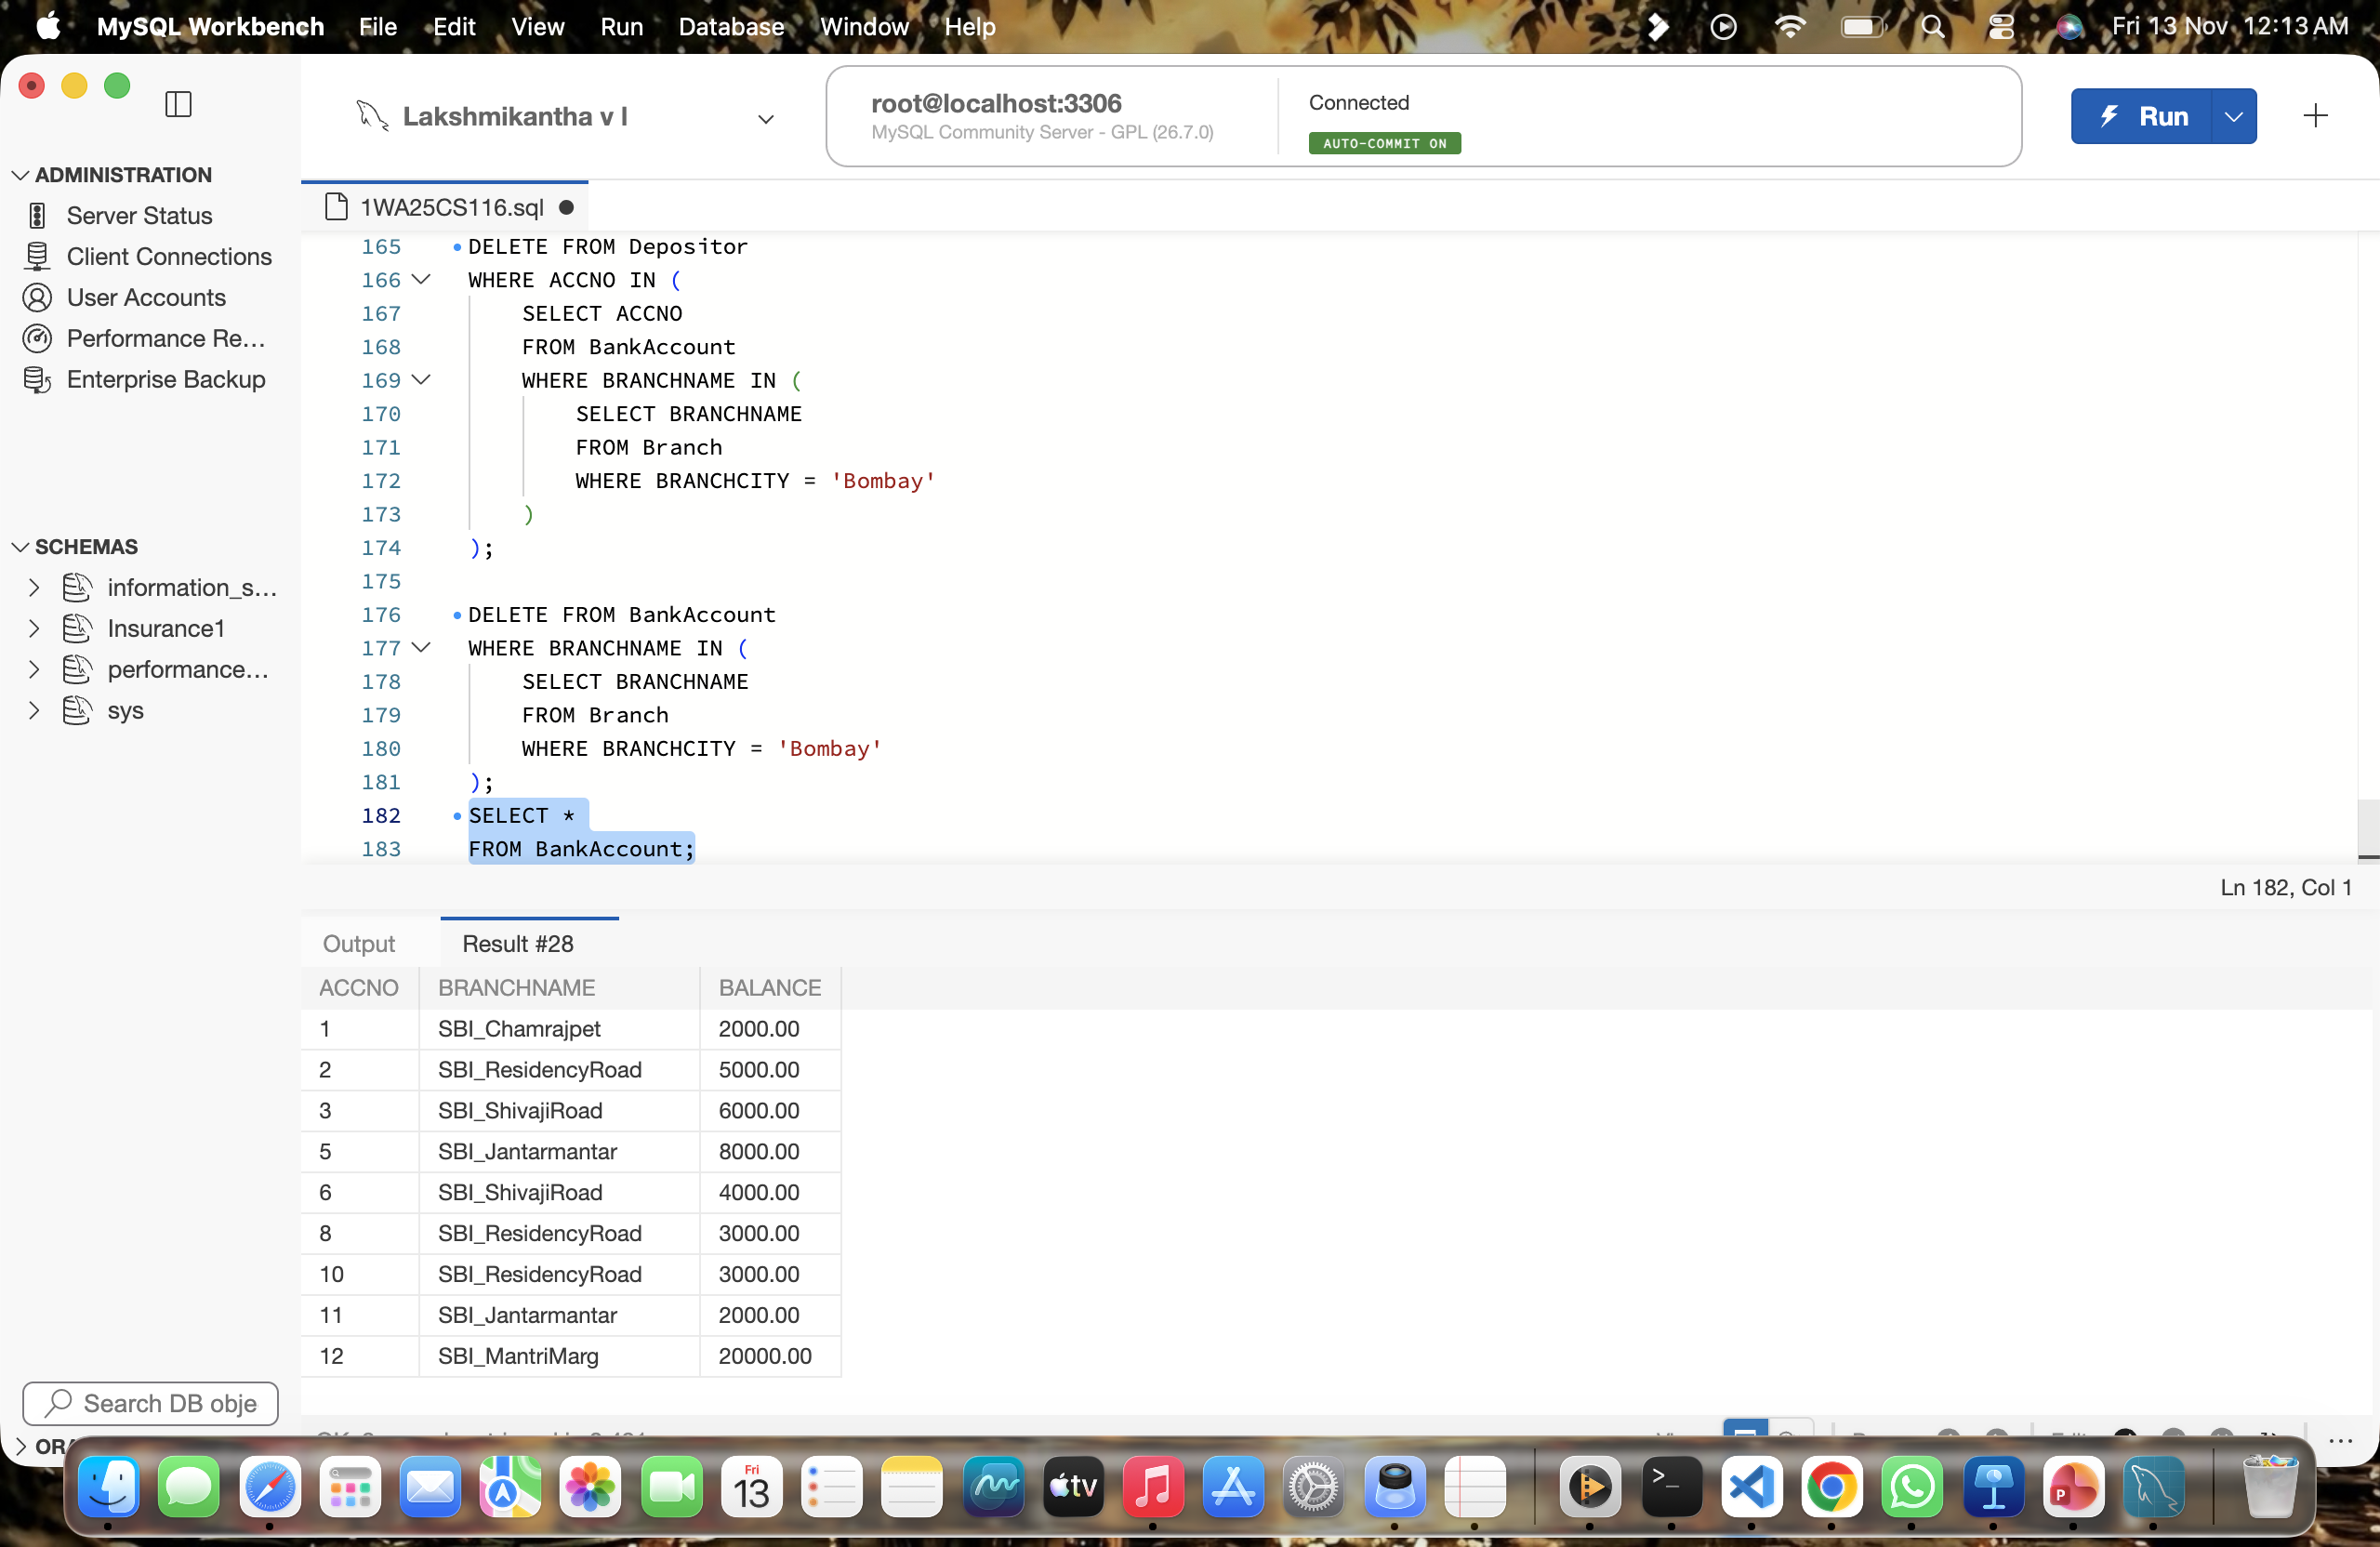 MySQL Workbench File Edit View Run Database Window Help Fri 13 Nov 12:13 AM
Lakshmikantha v l
root@localhost:3306
MySQL Community Server - GPL (26.7.0)
Connected
AUTO-COMMIT ON
Run
ADMINISTRATION
Server Status
Client Connections
User Accounts
Performance Re...
Enterprise Backup
SCHEMAS
information_s...
Insurance1
performance...
sys
Search DB obje
1WA25CS116.sql
165 DELETE FROM Depositor
166 WHERE ACCNO IN (
167 SELECT ACCNO
168 FROM BankAccount
169 WHERE BRANCHNAME IN (
170 SELECT BRANCHNAME
171 FROM Branch
172 WHERE BRANCHCITY = 'Bombay'
173 )
174 );
175
176 DELETE FROM BankAccount
177 WHERE BRANCHNAME IN (
178 SELECT BRANCHNAME
179 FROM Branch
180 WHERE BRANCHCITY = 'Bombay'
181 );
182 SELECT *
183 FROM BankAccount;
Ln 182, Col 1
Output Result #28
ACCNO BRANCHNAME BALANCE
1 SBI_Chamrajpet 2000.00
2 SBI_ResidencyRoad 5000.00
3 SBI_ShivajiRoad 6000.00
5 SBI_Jantarmantar 8000.00
6 SBI_ShivajiRoad 4000.00
8 SBI_ResidencyRoad 3000.00
10 SBI_ResidencyRoad 3000.00
11 SBI_Jantarmantar 2000.00
12 SBI_MantriMarg 20000.00
Fri
13
tv
P